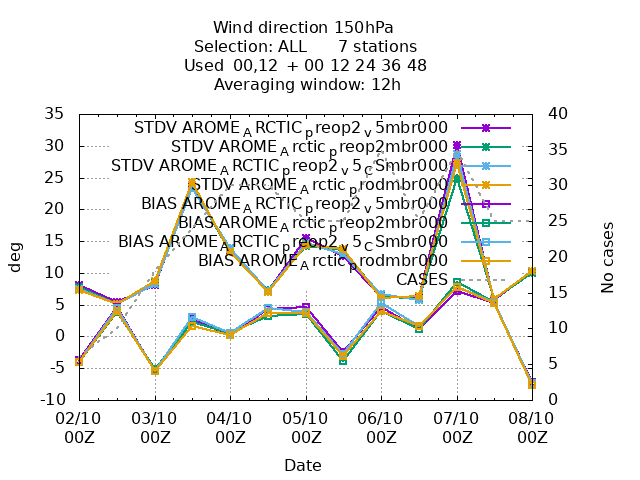 Wind direction 150hPa
Selection: ALL 7 stations
Used 00,12 + 00 12 24 36 48
Averaging window: 12h
35 40
STDV AROME_ARCTIC_preop2_v5mbr000
STDV AROME_Arctic_preop2mbr000
30 35
STDV AROME_ARCTIC_preop2_v5_CSmbr000
STDV AROME_Arctic_prodmbr000
25 30
BIAS AROME_ARCTIC_preop2_v5mbr000
20
BIAS AROME_Arctic_preop2mbr000
25
BIAS AROME_ARCTIC_preop2_v5_CSmbr000
15 20
BIAS AROME_Arctic_prodmbr000
CASES
10
15
5
10
0
5
-5
-10 0
deg
No cases
02/10 03/10 04/10 05/10 06/10 07/10 08/10
00Z 00Z 00Z 00Z 00Z 00Z 00Z
Date